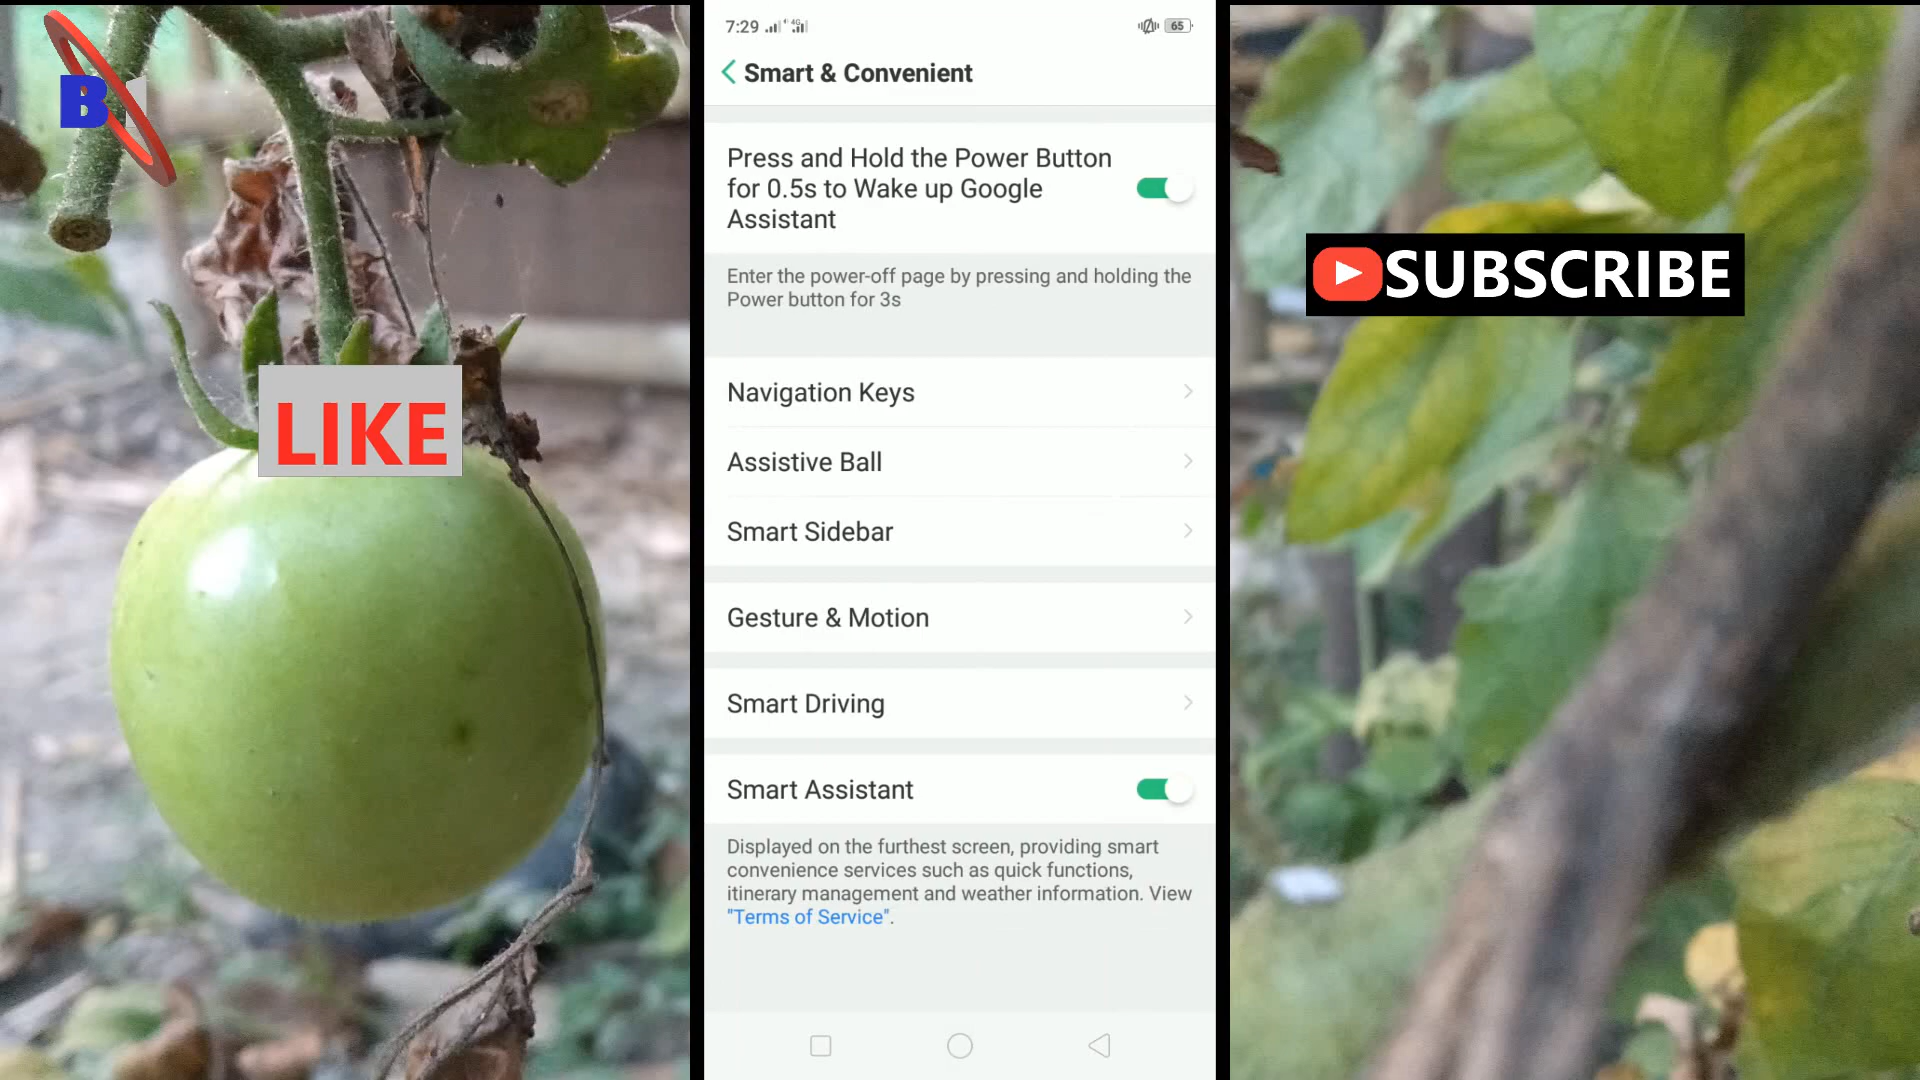 B
LIKE
7:29
4G
65
Smart & Convenient
Press and Hold the Power Button
for 0.5s to Wake up Google
Assistant
Enter the power-off page by pressing and holding the
Power button for 3s
Navigation Keys
Assistive Ball
Smart Sidebar
Gesture & Motion
Smart Driving
Smart Assistant
Displayed on the furthest screen, providing smart
convenience services such as quick functions,
itinerary management and weather information. View
"Terms of Service".
SUBSCRIBE